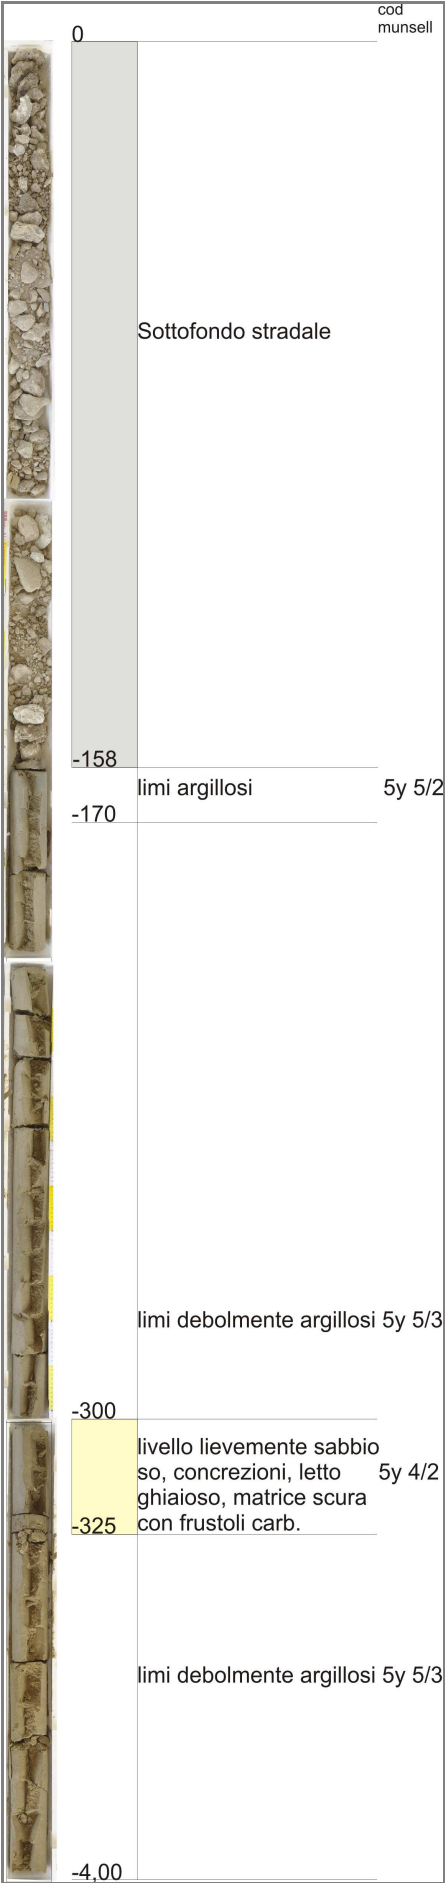 cod
munsell
0
Sottofondo stradale
-158
limi argillosi 5y 5/2
-170
limi debolmente argillosi 5y 5/3
-300
livello lievemente sabbio
so, concrezioni, letto 5y 4/2
ghiaioso, matrice scura
con frustoli carb.
-325
limi debolmente argillosi 5y 5/3
-4,00